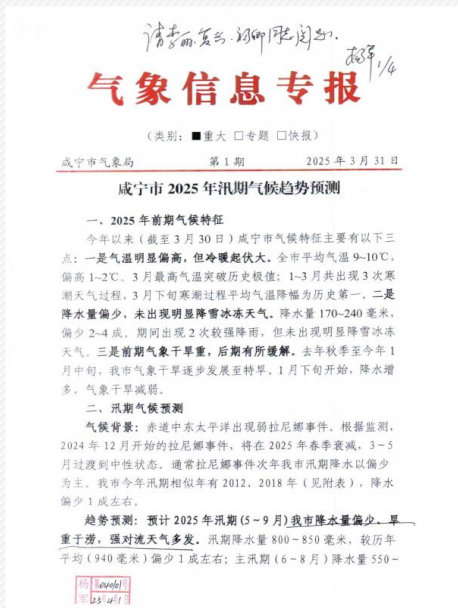 请李丽、复兴、 同志阅示。
杨军 1/4
气象信息专报
（类别：■重大 □专题 □快报）
咸宁市气象局 第1期 2025年3月31日
咸宁市2025年汛期气候趋势预测
一、2025年前期气候特征
今年以来（截至3月30日）咸宁市气候特征主要有以下三
点：一是气温明显偏高，但冷暖起伏大。全市平均气温9~10℃，
偏高1~2℃。3月最高气温突破历史极值；1~3月共出现3次寒
潮天气过程，3月下旬寒潮过程平均气温降幅为历史第一。二是
降水量偏少，未出现明显降雪冰冻天气。降水量170~240毫米，
偏少2~4成。期间出现2次较强降雨，但未出现明显降雪冰冻
天气。三是前期气象干旱重，后期有所缓解。去年秋季至今年1
月中旬，我市气象干旱逐步发展至特旱。1月下旬开始，降水增
多，气象干旱减弱。
二、汛期气候预测
气候背景：赤道中东太平洋出现弱拉尼娜事件。根据监测，
2024年12月开始的拉尼娜事件，将在2025年春季衰减，3~5
月过渡到中性状态。通常拉尼娜事件次年我市汛期降水以偏少
为主。我市今年汛期相似年有2012、2018年（见附表），降水
偏少1成左右。
趋势预测：预计2025年汛期(5~9月)我市降水量偏少、旱
重于涝，强对流天气多发。汛期降水量800~850毫米，较历年
平均（940毫米）偏少1成左右；主汛期(6~8月)降水量550~
杨军